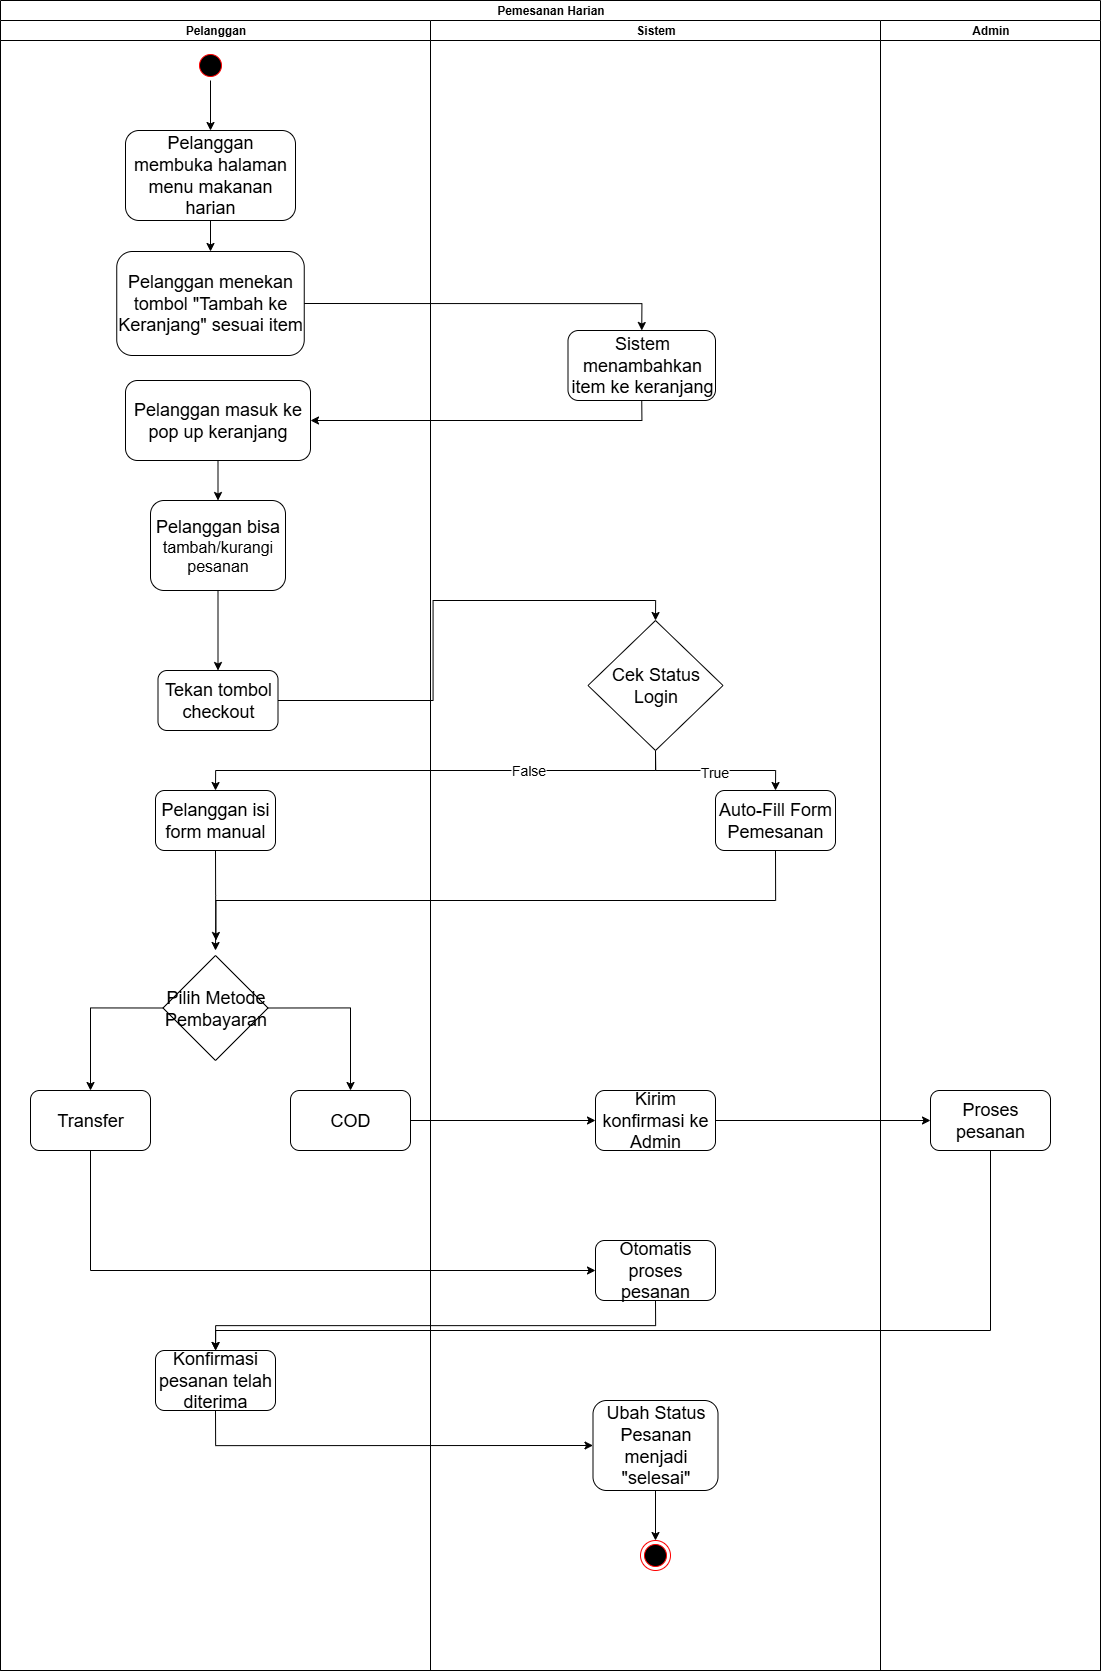 Pemesanan Harian
Pelanggan
Sistem
Admin
Pelanggan
membuka halaman
menu makanan
harian
Pelanggan menekan
tombol "Tambah ke
Keranjang" sesuai item
Sistem
menambahkan
item ke keranjang
Pelanggan masuk ke
pop up keranjang
Pelanggan bisa
tambah/kurangi
pesanan
Tekan tombol
checkout
Cek Status
Login
False
True
Pelanggan isi
form manual
Auto-Fill Form
Pemesanan
Pilih Metode
Pembayaran
Transfer
COD
Kirim
konfirmasi ke
Admin
Proses
pesanan
Otomatis
proses
pesanan
Konfirmasi
pesanan telah
diterima
Ubah Status
Pesanan
menjadi
"selesai"